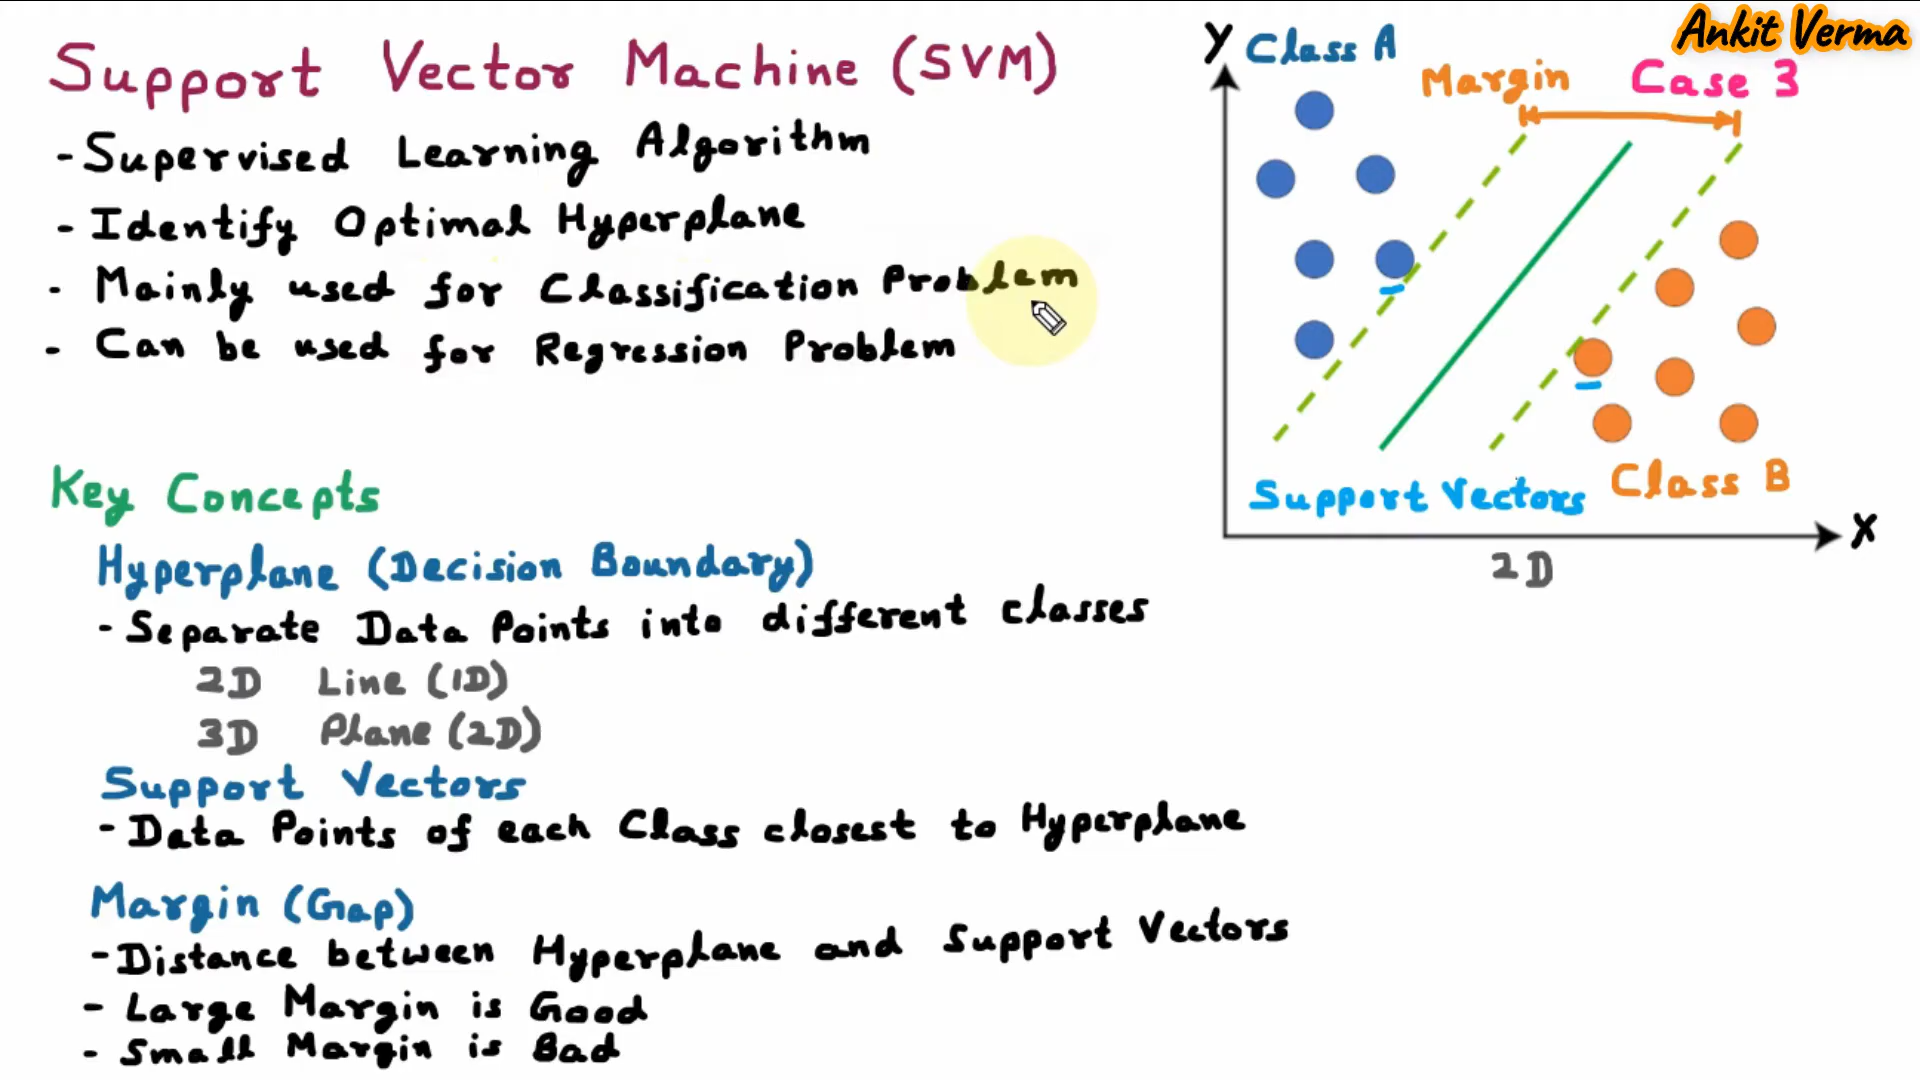 Support Vector Machine (SVM)
- Supervised Learning Algorithm
- Identify Optimal Hyperplane
- Mainly used for Classification Problem
- Can be used for Regression Problem
Key Concepts
Hyperplane (Decision Boundary)
- Separate Data Points into different classes
2D Line (1D)
3D Plane (2D)
Support Vectors
- Data Points of each Class closest to Hyperplane
Margin (Gap)
- Distance between Hyperplane and Support Vectors
- Large Margin is Good
- Small Margin is Bad
Ankit Verma
Y Class A
Margin Case 3
Support Vectors Class B
X
2D